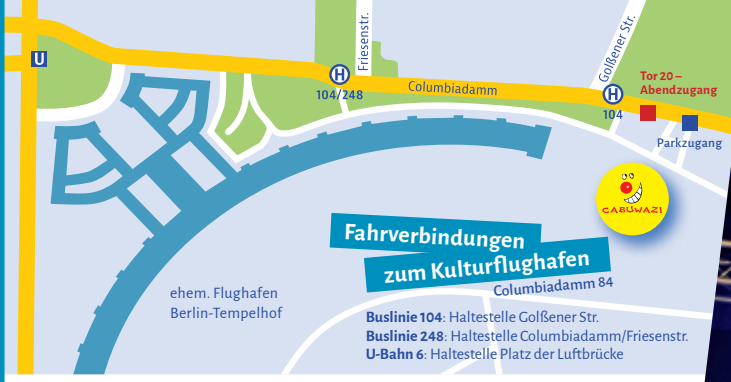 U
H
Friesenstr.
104/248
Columbiadamm
Golßener Str.
H
104
Tor 20 –
Abendzugang
Parkzugang
CABUWAZI
Fahrverbindungen
zum Kulturflughafen
Columbiadamm 84
ehem. Flughafen
Berlin-Tempelhof
Buslinie 104: Haltestelle Golßener Str.
Buslinie 248: Haltestelle Columbiadamm/Friesenstr.
U-Bahn 6: Haltestelle Platz der Luftbrücke